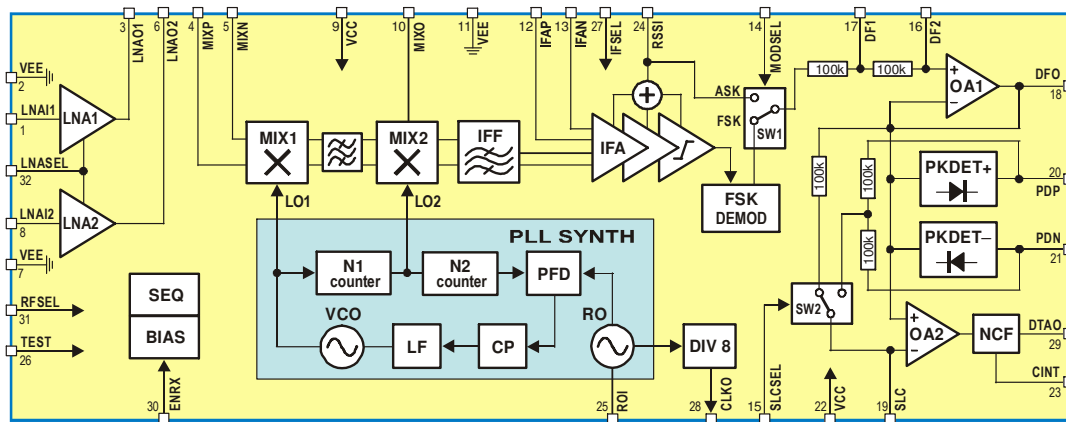 3 LNAO1
6 LNAO2
4 MIXP
5 MIXN
9 VCC
10 MIXO
11 VEE
12 IFAP
13 IFAN
27 IFSEL
24 RSSI
14 MODSEL
17 DF1
16 DF2
VEE
2
LNAI1
1
LNASEL
32
LNAI2
8
VEE
7
RFSEL
31
TEST
26
LNA1
LNA2
MIX1
MIX2
IFF
IFA
+
ASK
FSK
SW1
FSK
DEMOD
100k
100k
+
OA1
–
DFO
18
LO1
LO2
PLL SYNTH
N1
counter
N2
counter
PFD
VCO
LF
CP
RO
DIV 8
SEQ
BIAS
100k
100k
100k
PKDET+
20
PDP
PKDET–
PDN
21
SW2
+
OA2
–
NCF
DTAO
29
CINT
23
30 ENRX
25 ROI
28 CLKO
15 SLCSEL
22 VCC
19 SLC